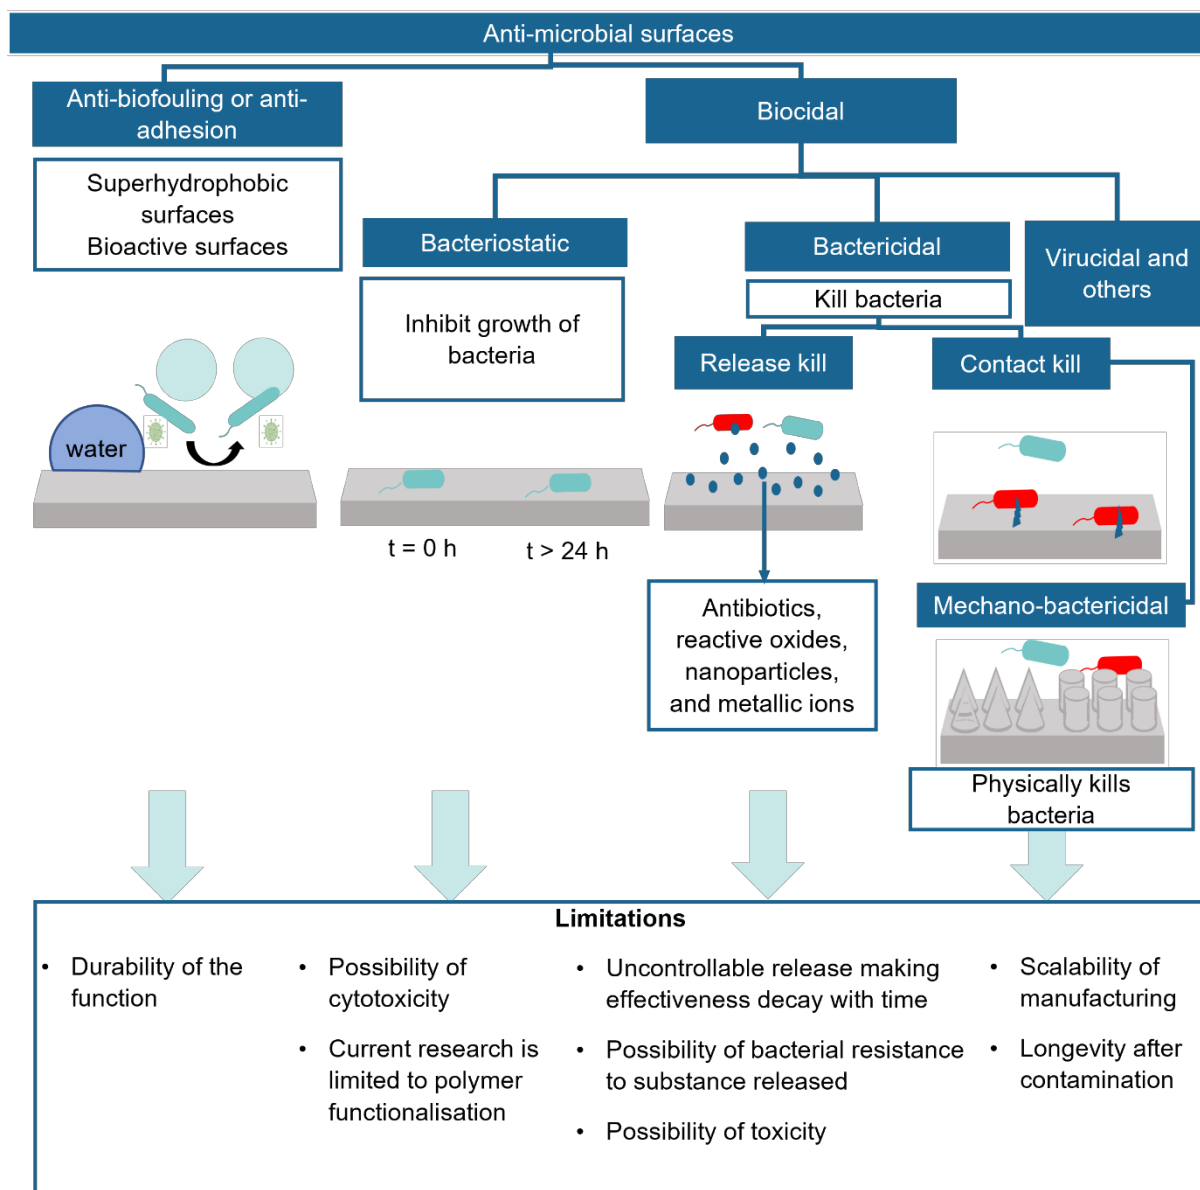 Anti-microbial surfaces
Anti-biofouling or anti-
adhesion
Superhydrophobic
surfaces
Bioactive surfaces
Biocidal
Bacteriostatic
Inhibit growth of
bacteria
Bactericidal
Kill bacteria
Virucidal and
others
Release kill
Contact kill
water
t = 0 h
t > 24 h
Antibiotics,
reactive oxides,
nanoparticles,
and metallic ions
Mechano-bactericidal
Physically kills
bacteria
Limitations
• Durability of the
function
• Possibility of
cytotoxicity
• Current research is
limited to polymer
functionalisation
• Uncontrollable release making
effectiveness decay with time
• Possibility of bacterial resistance
to substance released
• Possibility of toxicity
• Scalability of
manufacturing
• Longevity after
contamination